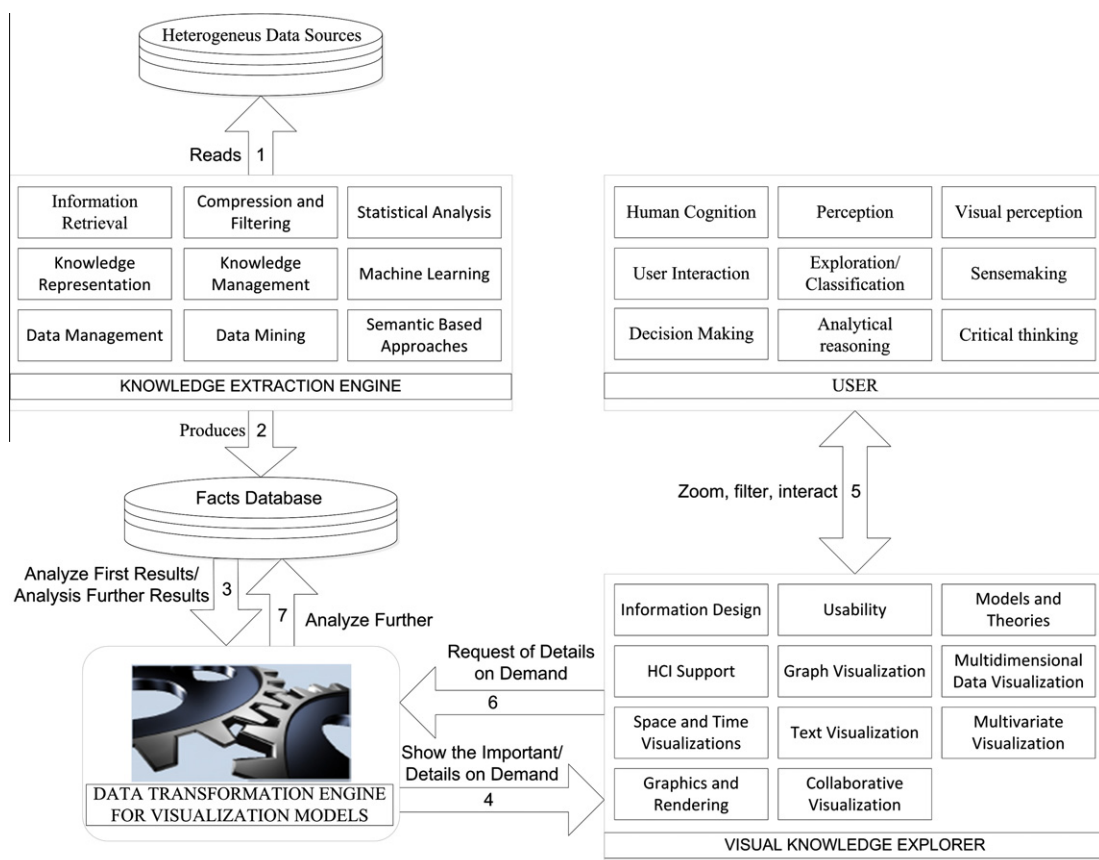 Heterogeneus Data Sources
Reads
1
Information
Retrieval
Compression and
Filtering
Statistical Analysis
Knowledge
Representation
Knowledge
Management
Machine Learning
Data Management
Data Mining
Semantic Based
Approaches
KNOWLEDGE EXTRACTION ENGINE
Human Cognition
Perception
Visual perception
User Interaction
Exploration/
Classification
Sensemaking
Decision Making
Analytical
reasoning
Critical thinking
USER
Produces
2
Facts Database
Zoom, filter, interact
5
Analyze First Results/
Analysis Further Results
3
7
Analyze Further
DATA TRANSFORMATION ENGINE
FOR VISUALIZATION MODELS
Request of Details
on Demand
6
Show the Important/
Details on Demand
4
Information Design
Usability
Models and
Theories
HCI Support
Graph Visualization
Multidimensional
Data Visualization
Space and Time
Visualizations
Text Visualization
Multivariate
Visualization
Graphics and
Rendering
Collaborative
Visualization
VISUAL KNOWLEDGE EXPLORER